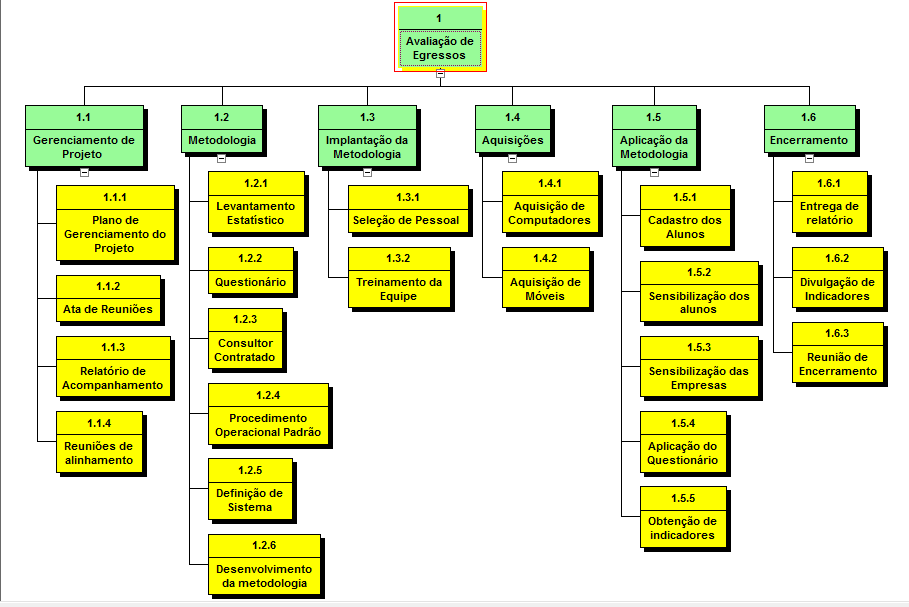 1
Avaliação de
Egressos
1.1
Gerenciamento de
Projeto
1.1.1
Plano de
Gerenciamento do
Projeto
1.1.2
Ata de Reuniões
1.1.3
Relatório de
Acompanhamento
1.1.4
Reuniões de
alinhamento
1.2
Metodologia
1.2.1
Levantamento
Estatístico
1.2.2
Questionário
1.2.3
Consultor
Contratado
1.2.4
Procedimento
Operacional Padrão
1.2.5
Definição de
Sistema
1.2.6
Desenvolvimento
da metodologia
1.3
Implantação da
Metodologia
1.3.1
Seleção de Pessoal
1.3.2
Treinamento da
Equipe
1.4
Aquisições
1.4.1
Aquisição de
Computadores
1.4.2
Aquisição de
Móveis
1.5
Aplicação da
Metodologia
1.5.1
Cadastro dos
Alunos
1.5.2
Sensibilização dos
alunos
1.5.3
Sensibilização das
Empresas
1.5.4
Aplicação do
Questionário
1.5.5
Obtenção de
indicadores
1.6
Encerramento
1.6.1
Entrega de
relatório
1.6.2
Divulgação de
Indicadores
1.6.3
Reunião de
Encerramento